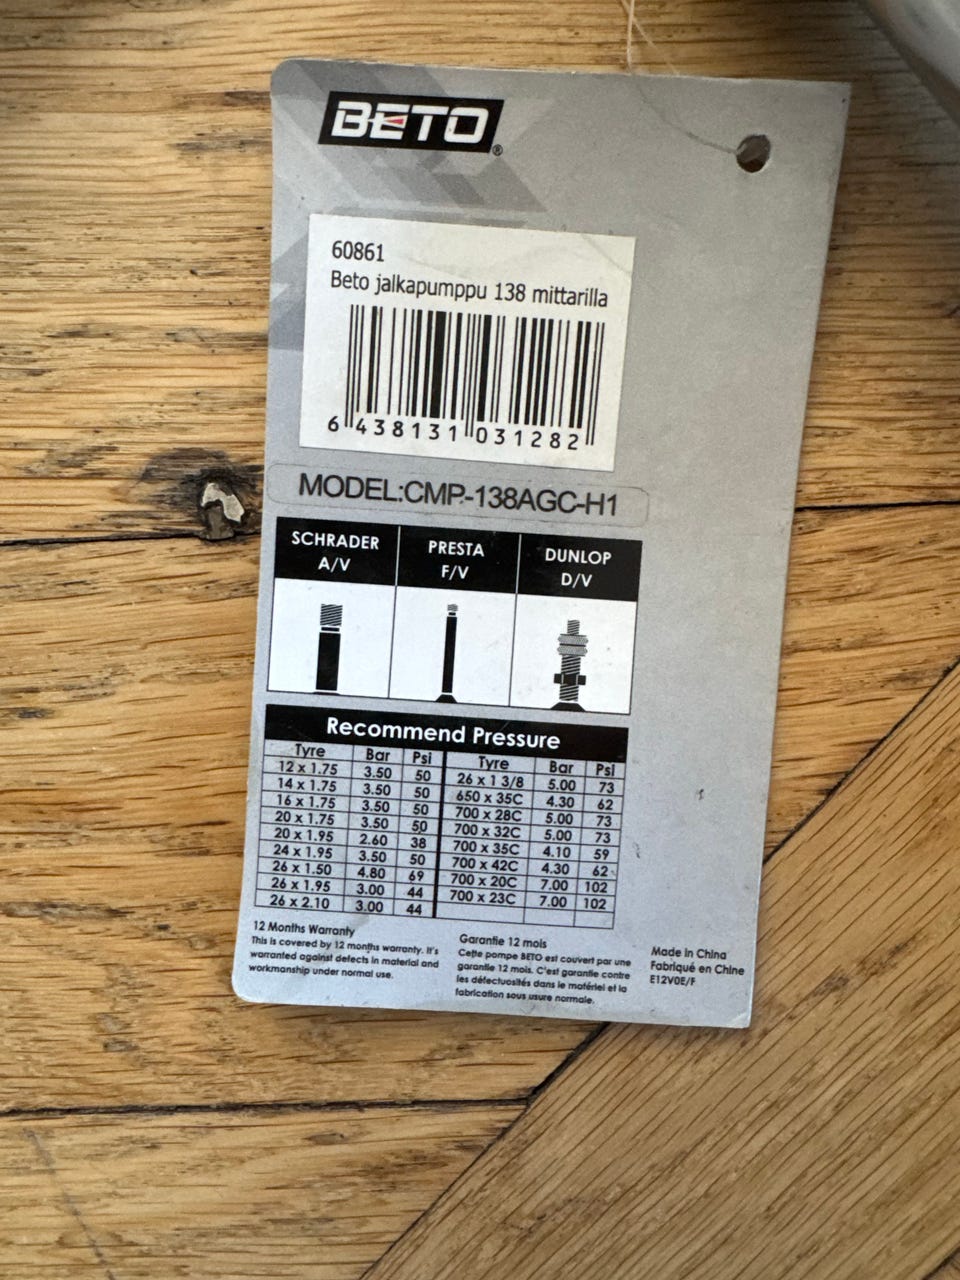 BETO®
60861
Beto jalkapumppu 138 mittarilla
6 438131 031282
MODEL:CMP-138AGC-H1
SCHRADER A/V
PRESTA F/V
DUNLOP D/V
Recommend Pressure
Tyre Bar Psi Tyre Bar Psi
12 x 1.75 3.50 50 26 x 1 3/8 5.00 73
14 x 1.75 3.50 50 650 x 35C 4.30 62
16 x 1.75 3.50 50 700 x 28C 5.00 73
20 x 1.75 3.50 50 700 x 32C 5.00 73
20 x 1.95 2.60 38 700 x 35C 4.10 59
24 x 1.95 3.50 50 700 x 42C 4.30 62
26 x 1.50 4.80 69 700 x 20C 7.00 102
26 x 1.95 3.00 44 700 x 23C 7.00 102
26 x 2.10 3.00 44
12 Months Warranty
This is covered by 12 months warranty. It's
warranted against defects in material and
workmanship under normal use.
Garantie 12 mois
Cette pompe BETO est couvert par une
garantie 12 mois. C'est garantie contre
les défectuosités dans le matériel et la
fabrication sous usure normale.
Made in China
Fabriqué en Chine
E12V0E/F